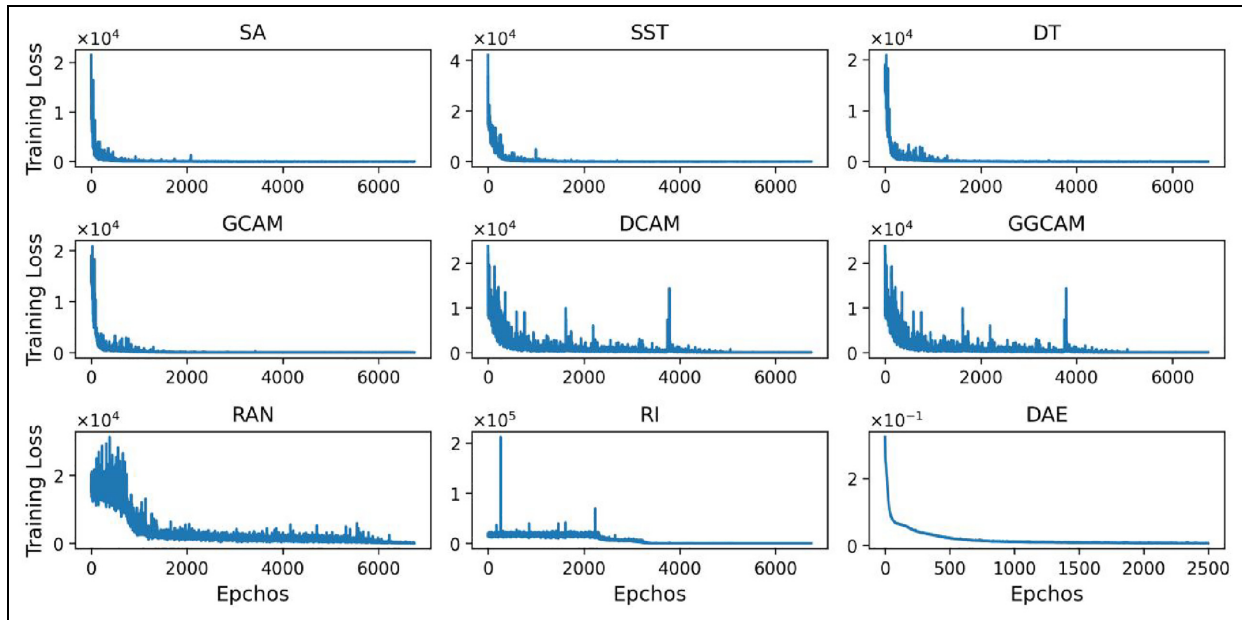 SA SST DT
×10⁴ ×10⁴ ×10⁴
Training Loss
2 1 0
4 2 0
2 1 0
0 2000 4000 6000 0 2000 4000 6000 0 2000 4000 6000
GCAM DCAM GGCAM
×10⁴ ×10⁴ ×10⁴
Training Loss
2 1 0
2 1 0
2 1 0
0 2000 4000 6000 0 2000 4000 6000 0 2000 4000 6000
RAN RI DAE
×10⁴ ×10⁵ ×10⁻¹
Training Loss
2 0
2 1 0
2 0
0 2000 4000 6000 0 2000 4000 6000 0 500 1000 1500 2000 2500
Epchos Epchos Epchos